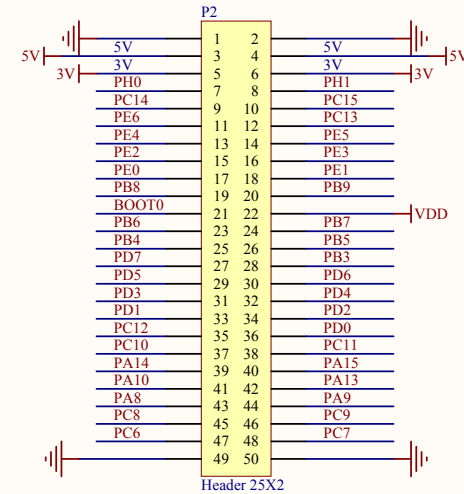 P2
1 2
5V 5V
5V 3 4 5V
3V 3V
3V 5 6 3V
PH0 7 8 PH1
PC14 9 10 PC15
PE6 11 12 PC13
PE4 13 14 PE5
PE2 15 16 PE3
PE0 17 18 PE1
PB8 19 20 PB9
BOOT0 21 22 VDD
PB6 23 24 PB7
PB4 25 26 PB5
PD7 27 28 PB3
PD5 29 30 PD6
PD3 31 32 PD4
PD1 33 34 PD2
PC12 35 36 PD0
PC10 37 38 PC11
PA14 39 40 PA15
PA10 41 42 PA13
PA8 43 44 PA9
PC8 45 46 PC9
PC6 47 48 PC7
49 50
Header 25X2